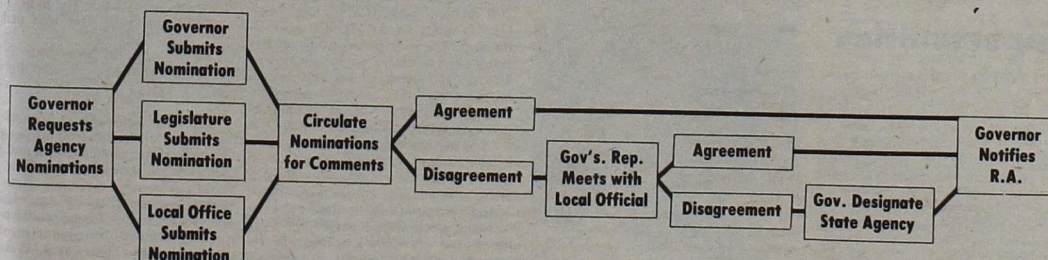 Governor
Requests
Agency
Nominations
Governor
Submits
Nomination
Legislature
Submits
Nomination
Local Office
Submits
Nomination
Circulate
Nominations
for Comments
Agreement
Disagreement
Gov's. Rep.
Meets with
Local Official
Agreement
Disagreement
Gov. Designate
State Agency
Governor
Notifies
R.A.